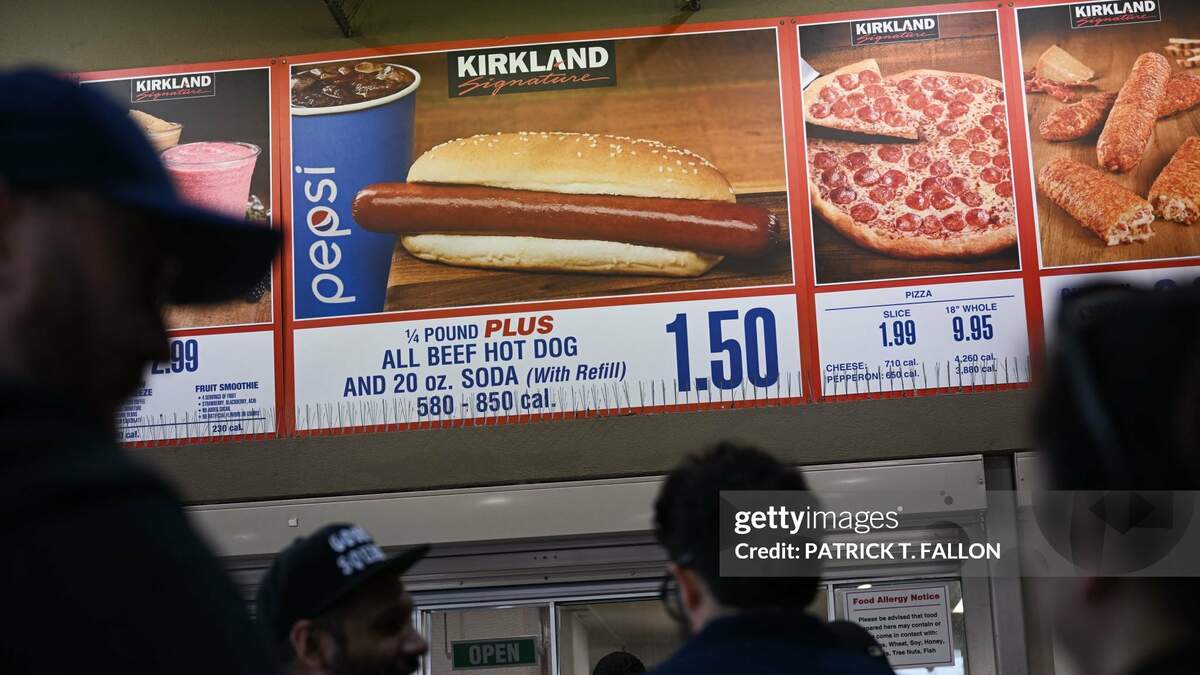 KIRKLAND
Signature
2.99
FRUIT SMOOTHIE
230 cal.
KIRKLAND
Signature
pepsi
¼ POUND PLUS
ALL BEEF HOT DOG
AND 20 oz. SODA (With Refill)
580 - 850 cal.
1.50
KIRKLAND
Signature
PIZZA
SLICE
1.99
18" WHOLE
9.95
CHEESE: 710 cal. 4,260 cal.
PEPPERONI: 650 cal. 3,880 cal.
KIRKLAND
Signature
gettyimages
Credit: PATRICK T. FALLON
OPEN
Food Allergy Notice
Please be advised that food
here may contain or
come in contact with:
Wheat, Soy, Honey,
Tree Nuts, Fish